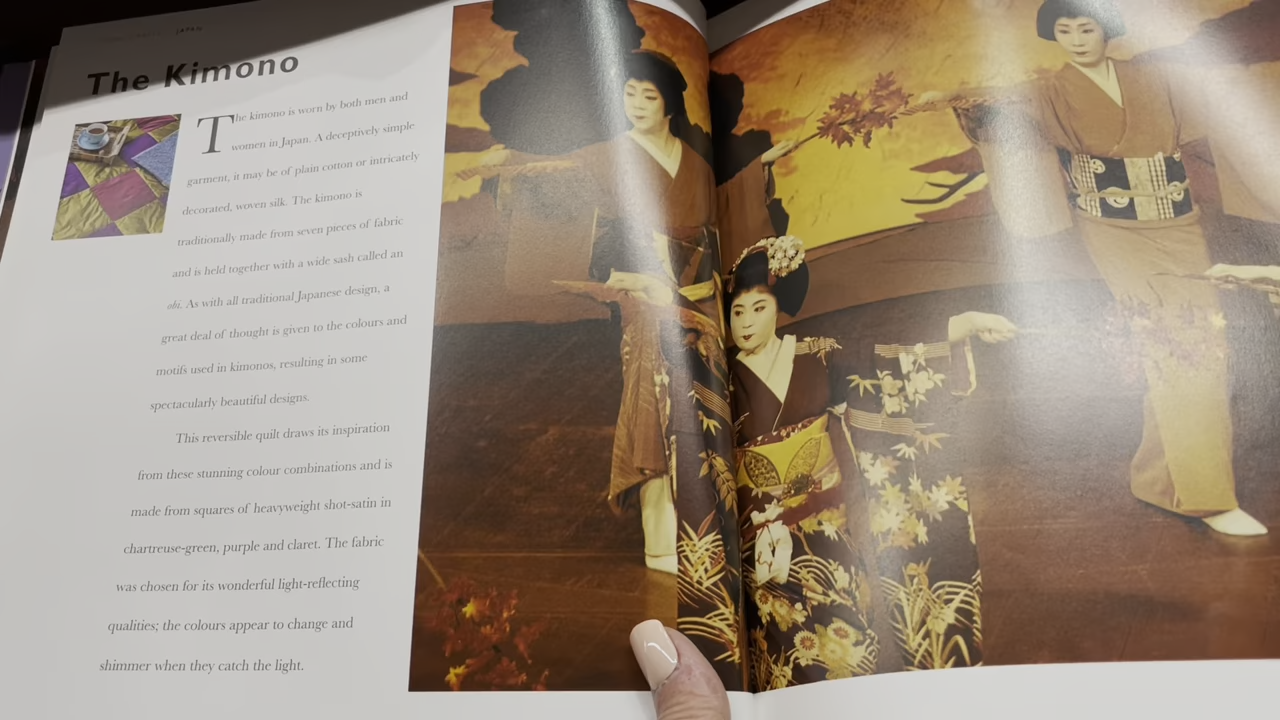 JAPAN
The Kimono
The kimono is worn by both men and
women in Japan. A deceptively simple
garment, it may be of plain cotton or intricately
decorated, woven silk. The kimono is
traditionally made from seven pieces of fabric
and is held together with a wide sash called an
obi. As with all traditional Japanese design, a
great deal of thought is given to the colours and
motifs used in kimonos, resulting in some
spectacularly beautiful designs.
This reversible quilt draws its inspiration
from these stunning colour combinations and is
made from squares of heavyweight shot-satin in
chartreuse-green, purple and claret. The fabric
was chosen for its wonderful light-reflecting
qualities; the colours appear to change and
shimmer when they catch the light.